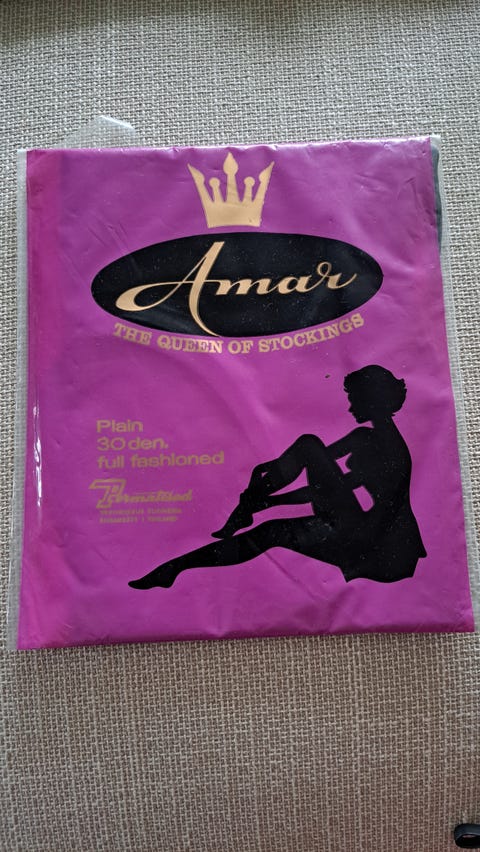 Amar
THE QUEEN OF STOCKINGS
Plain
30 den.
full fashioned